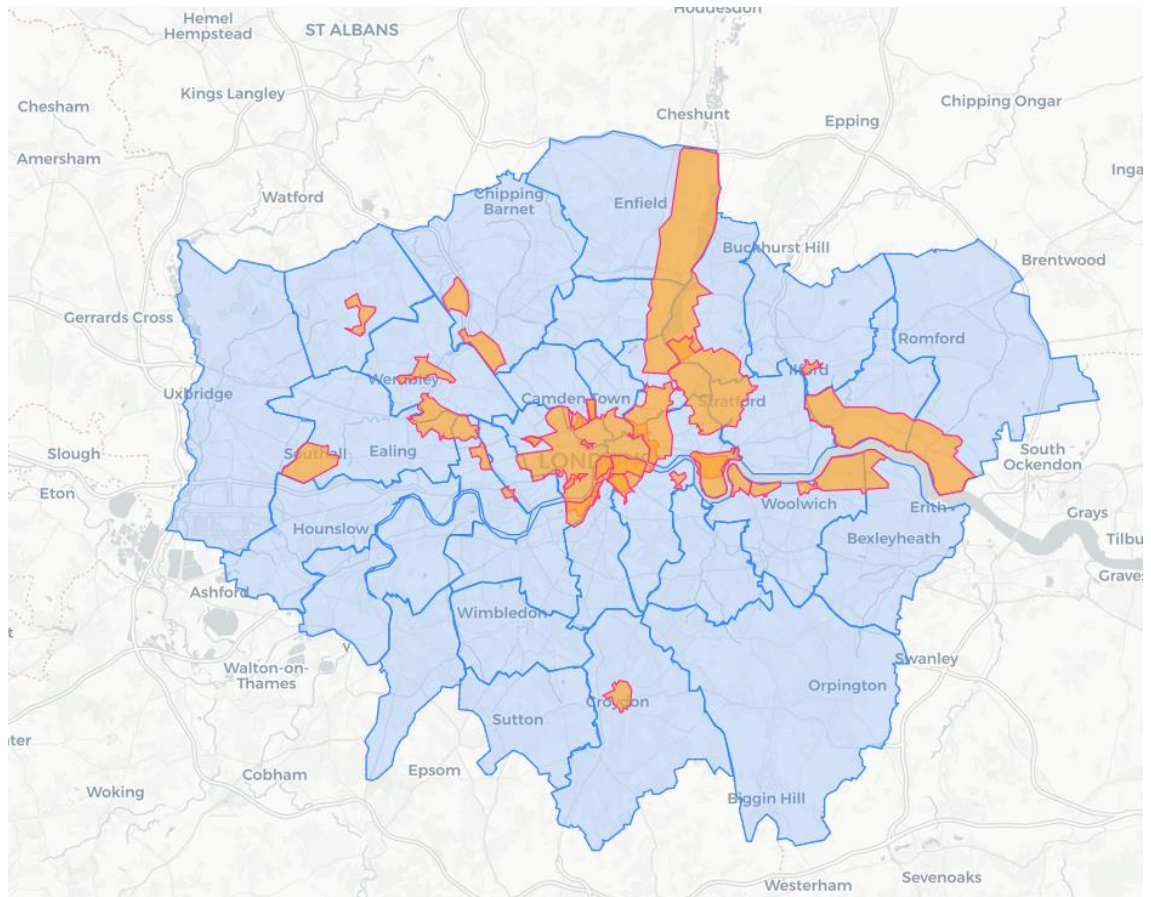 Hoddesdon
Hemel
Hempstead
ST ALBANS
Kings Langley
Chesham
Chipping Ongar
Cheshunt
Epping
Amersham
Inga
Watford
Chipping
Barnet
Enfield
Buckhurst Hill
Brentwood
Gerrards Cross
Romford
Ilford
Wembley
Uxbridge
Camden Town
Stratford
Slough
Southall
Ealing
LONDON
South
Ockendon
Eton
Woolwich
Erith
Grays
Hounslow
Bexleyheath
Tilbu
Graves
Ashford
Wimbledon
Swanley
Walton-on-
Thames
Orpington
Croydon
Sutton
ter
Epsom
Cobham
Woking
Biggin Hill
Sevenoaks
Westerham